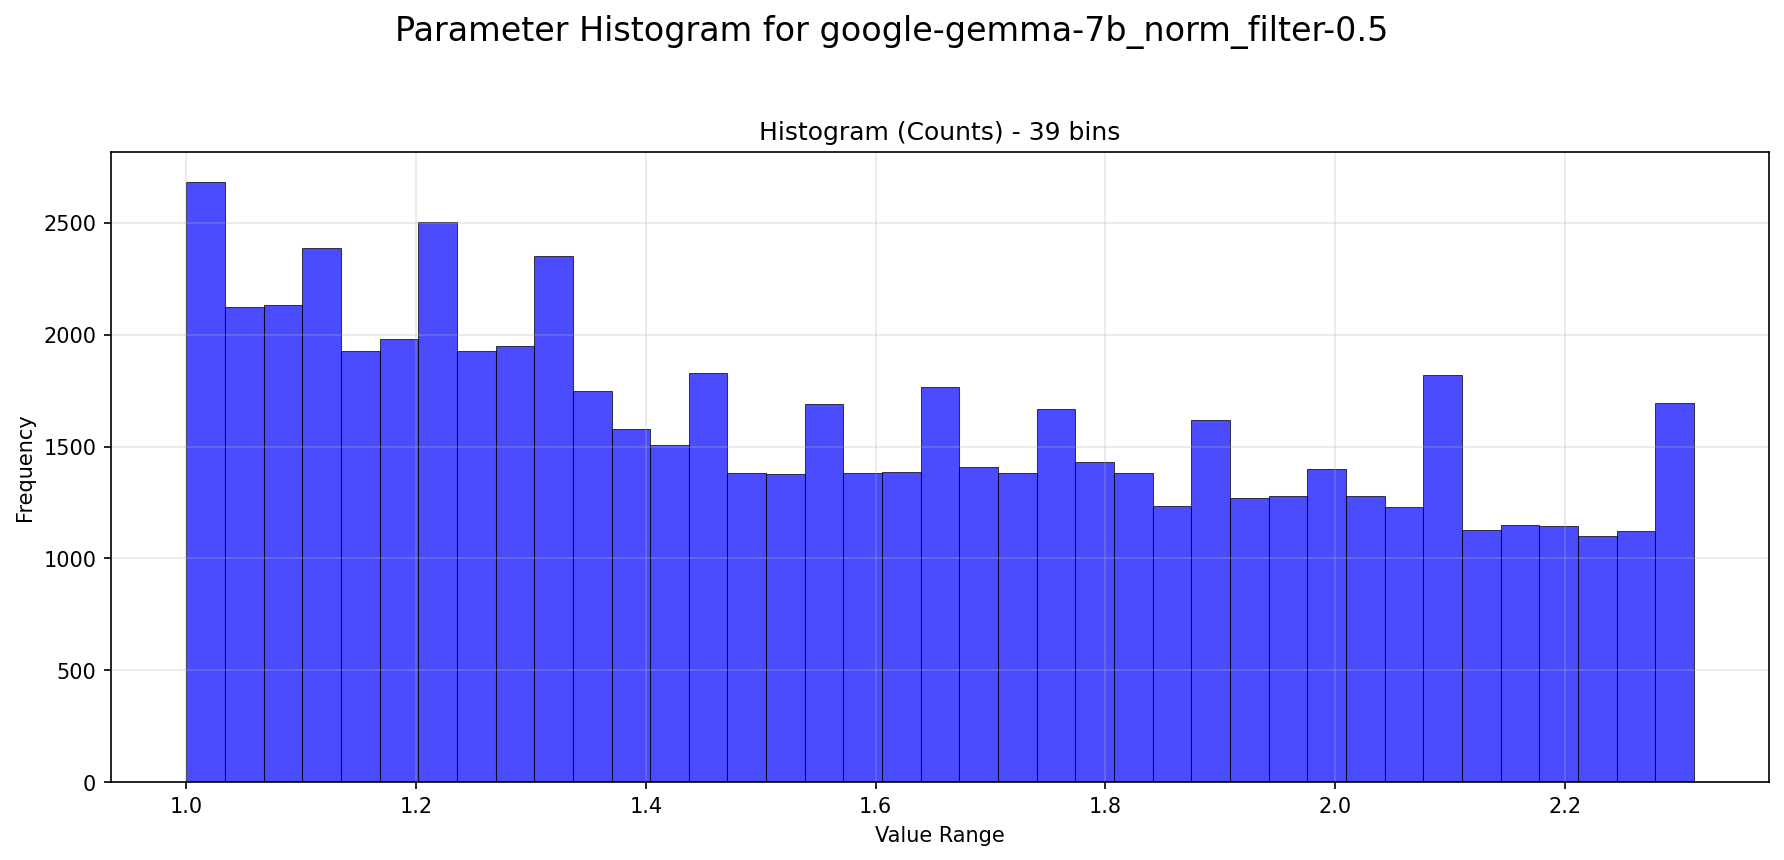 Parameter Histogram for google-gemma-7b_norm_filter-0.5
Histogram (Counts) - 39 bins
Frequency
2500
2000
1500
1000
500
0
1.0 1.2 1.4 1.6 1.8 2.0 2.2
Value Range